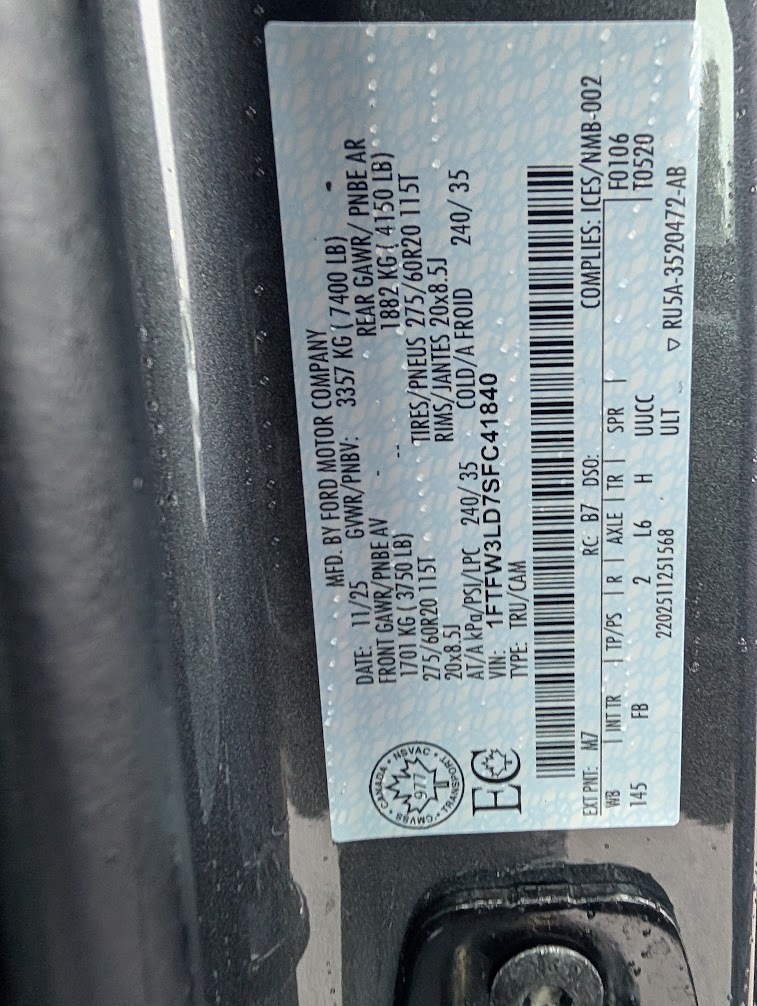 MFD. BY FORD MOTOR COMPANY
DATE: 11/25 GVWR/PNBV: 3357 KG ( 7400 LB)
FRONT GAWR/PNBE AV - REAR GAWR/ PNBE AR
1701 KG ( 3750 LB) -- 1882 KG ( 4150 LB)
275/60R20 115T TIRES/PNEUS 275/60R20 115T
20x8.5J RIMS/JANTES 20x8.5J
AT/A kPa/PSI/LPC 240/ 35 COLD/A FROID 240/ 35
VIN: 1FTFW3LD7SFC41840
TYPE: TRU/CAM
CANADA • NSVAC • TRANSPORT • CMVSS •
977
EC
EXT PNT: M7 RC: B7 DSO: COMPLIES: ICES/NMB-002
WB | INT TR | TP/PS | R | AXLE | TR | SPR | F0106
145 FB 2 L6 H UUCC T0520
2202511251568 ULT ▽ RU5A-3520472-AB